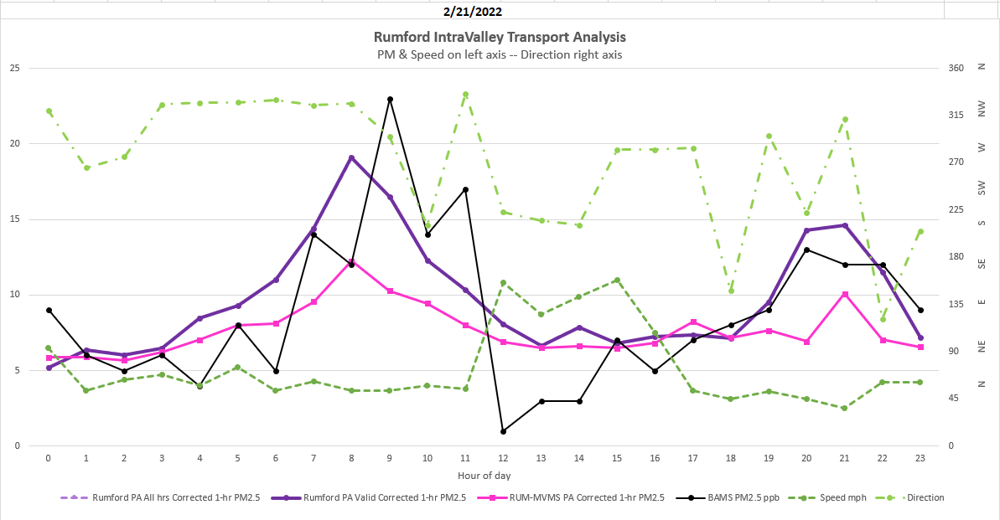 2/21/2022
Rumford IntraValley Transport Analysis
PM & Speed on left axis -- Direction right axis
25
20
15
10
5
0
360
315
270
225
180
135
90
45
0
N
NW
W
SW
S
SE
E
NE
N
0 1 2 3 4 5 6 7 8 9 10 11 12 13 14 15 16 17 18 19 20 21 22 23
Hour of day
Rumford PA All hrs Corrected 1-hr PM2.5 Rumford PA Valid Corrected 1-hr PM2.5 RUM-MVMS PA Corrected 1-hr PM2.5 BAMS PM2.5 ppb Speed mph Direction